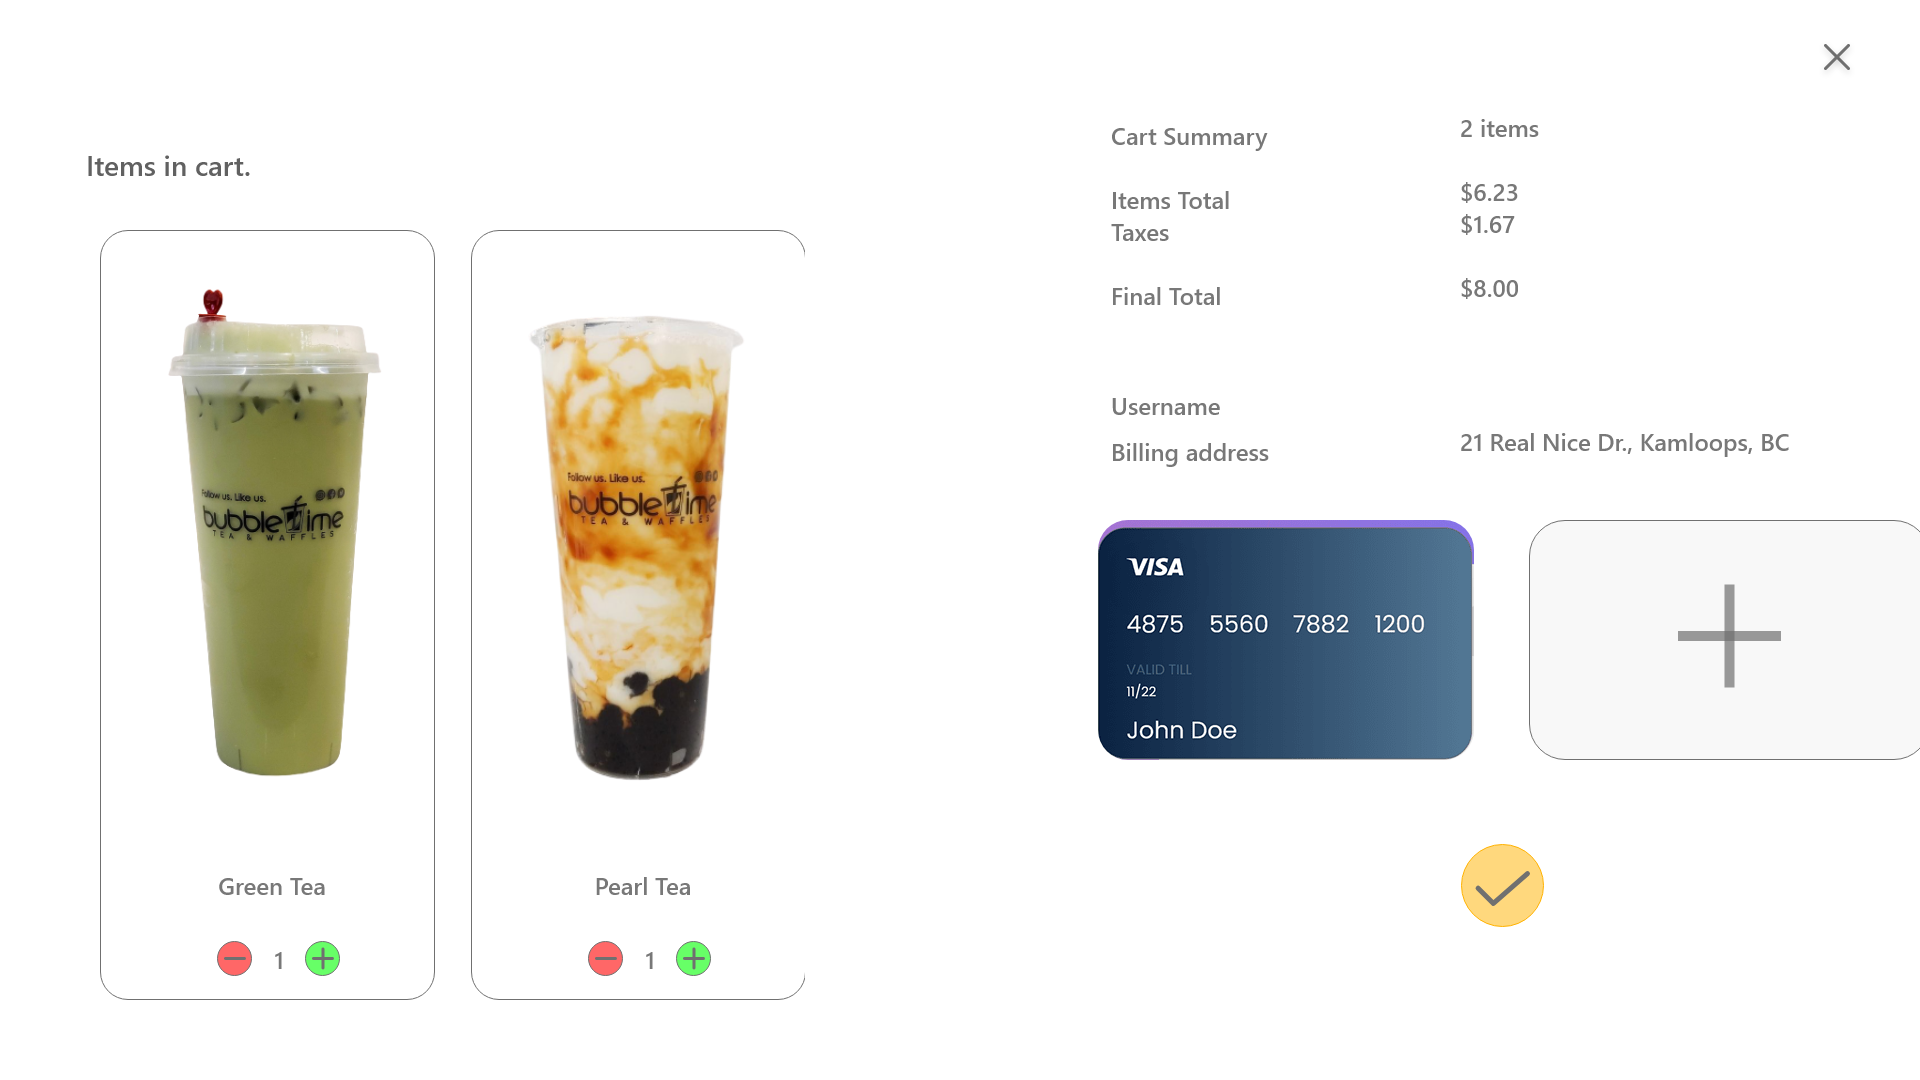 Items in cart.
Follow us. Like us.
bubble Time
TEA & WAFFLES
Green Tea
1
Follow us. Like us.
bubble Time
TEA & WAFFLES
Pearl Tea
1
Cart Summary 2 items
Items Total $6.23
Taxes $1.67
Final Total $8.00
Username
Billing address 21 Real Nice Dr., Kamloops, BC
VISA
4875 5560 7882 1200
VALID TILL
11/22
John Doe